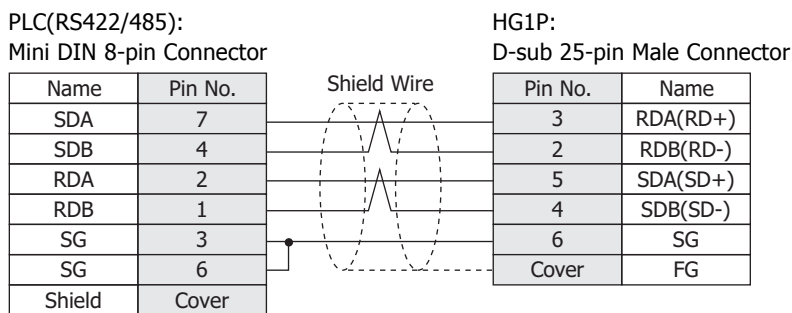 PLC(RS422/485): HG1P:
Mini DIN 8-pin Connector D-sub 25-pin Male Connector
Name Pin No. Shield Wire Pin No. Name
SDA 7 3 RDA(RD+)
SDB 4 2 RDB(RD-)
RDA 2 5 SDA(SD+)
RDB 1 4 SDB(SD-)
SG 3 6 SG
SG 6 Cover FG
Shield Cover